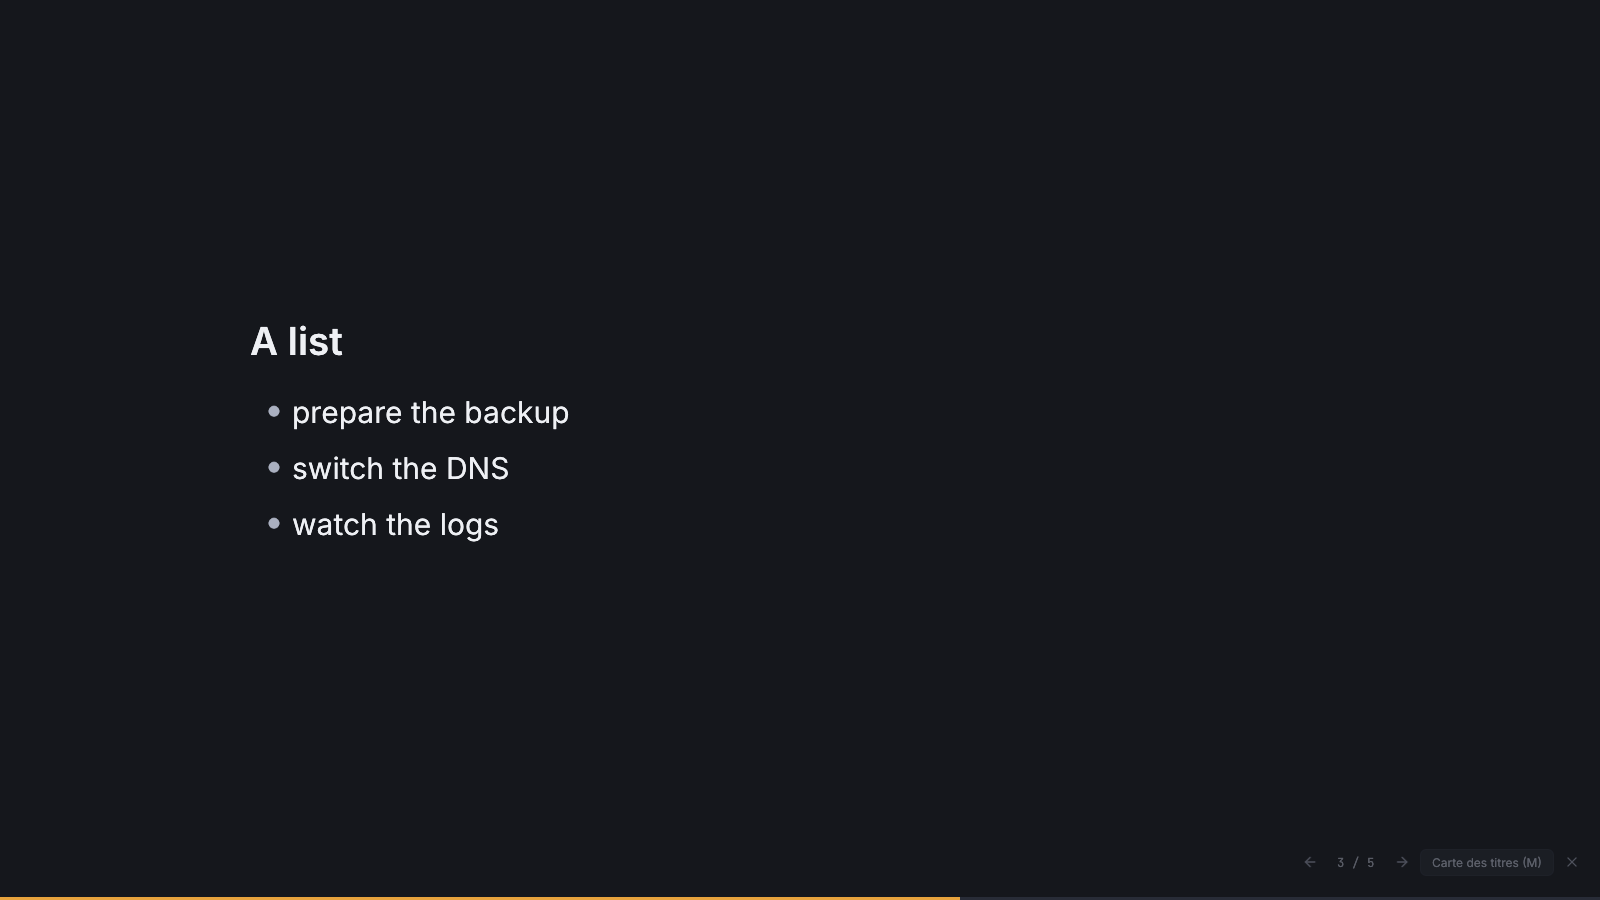 A list
prepare the backup
switch the DNS
watch the logs
3 / 5
Carte des titres (M)